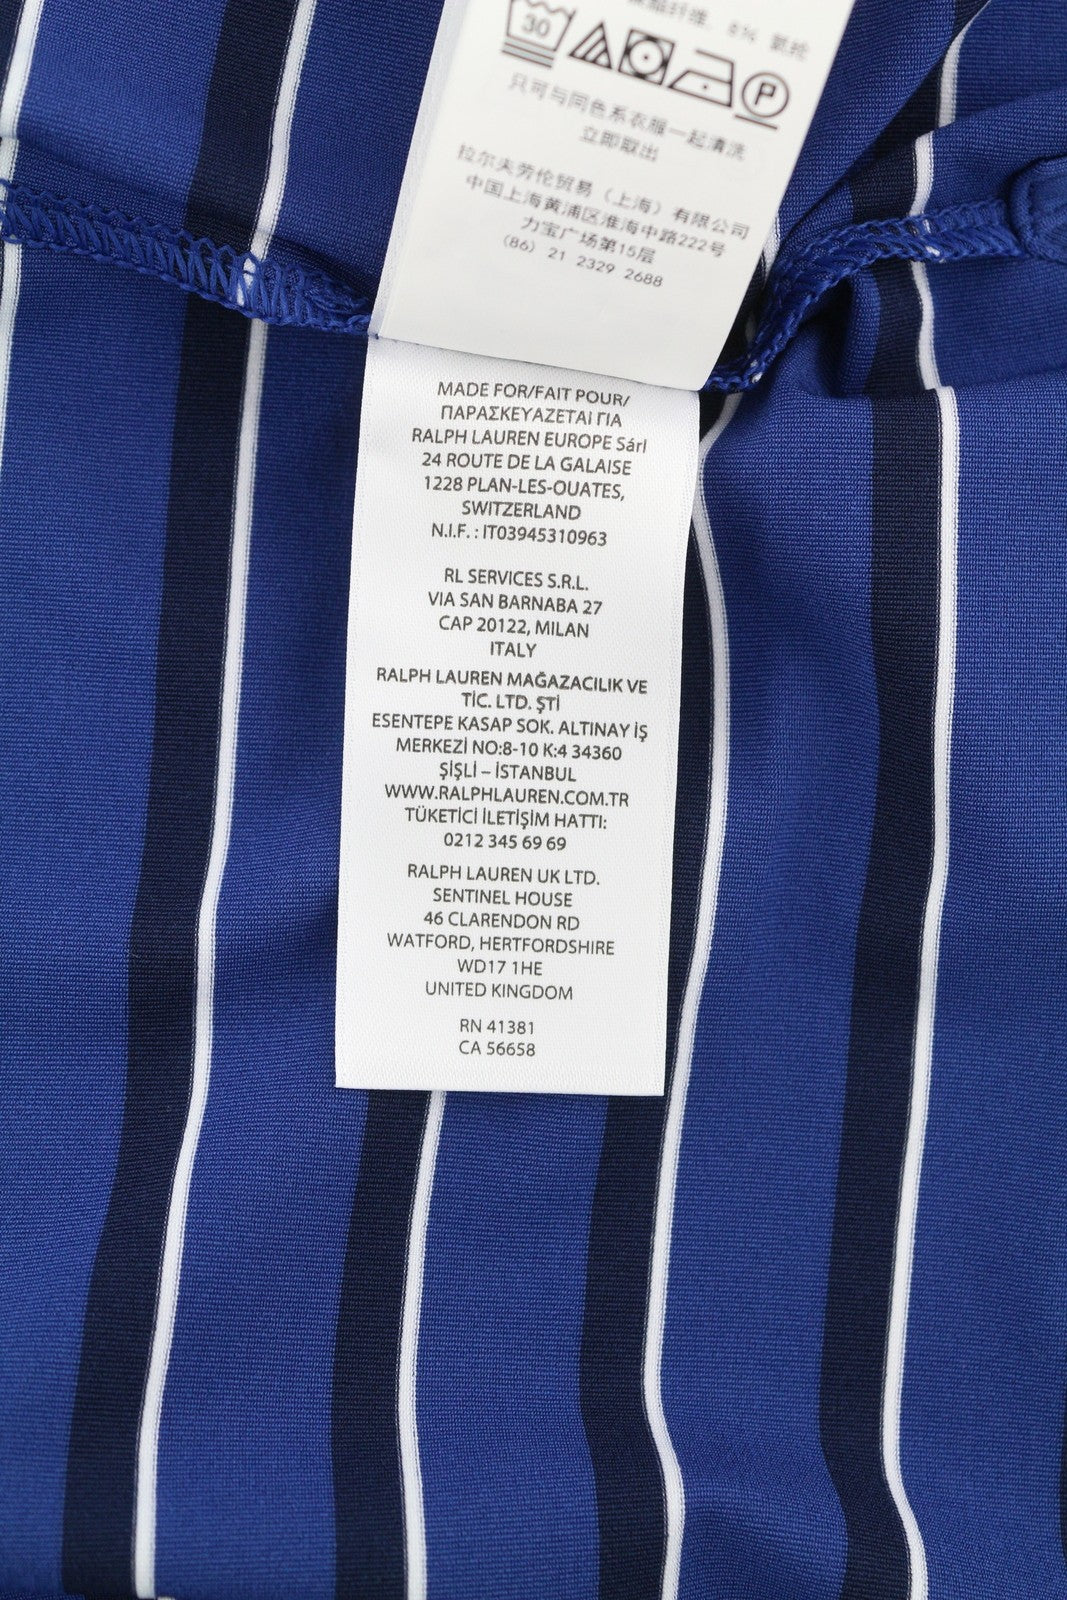 30
P
只可与同色系衣服一起清洗
立即取出
拉尔夫劳伦贸易（上海）有限公司
中国上海黄浦区淮海中路222号
力宝广场第15层
(86) 21 2329 2688
MADE FOR/FAIT POUR/
ΠΑΡΑΣΚΕΥΑΖΕΤΑΙ ΓΙΑ
RALPH LAUREN EUROPE Sárl
24 ROUTE DE LA GALAISE
1228 PLAN-LES-OUATES,
SWITZERLAND
N.I.F. : IT03945310963
RL SERVICES S.R.L.
VIA SAN BARNABA 27
CAP 20122, MILAN
ITALY
RALPH LAUREN MAĞAZACILIK VE
TİC. LTD. ŞTİ
ESENTEPE KASAP SOK. ALTINAY İŞ
MERKEZİ NO:8-10 K:4 34360
ŞİŞLİ – İSTANBUL
WWW.RALPHLAUREN.COM.TR
TÜKETİCİ İLETİŞİM HATTI:
0212 345 69 69
RALPH LAUREN UK LTD.
SENTINEL HOUSE
46 CLARENDON RD
WATFORD, HERTFORDSHIRE
WD17 1HE
UNITED KINGDOM
RN 41381
CA 56658